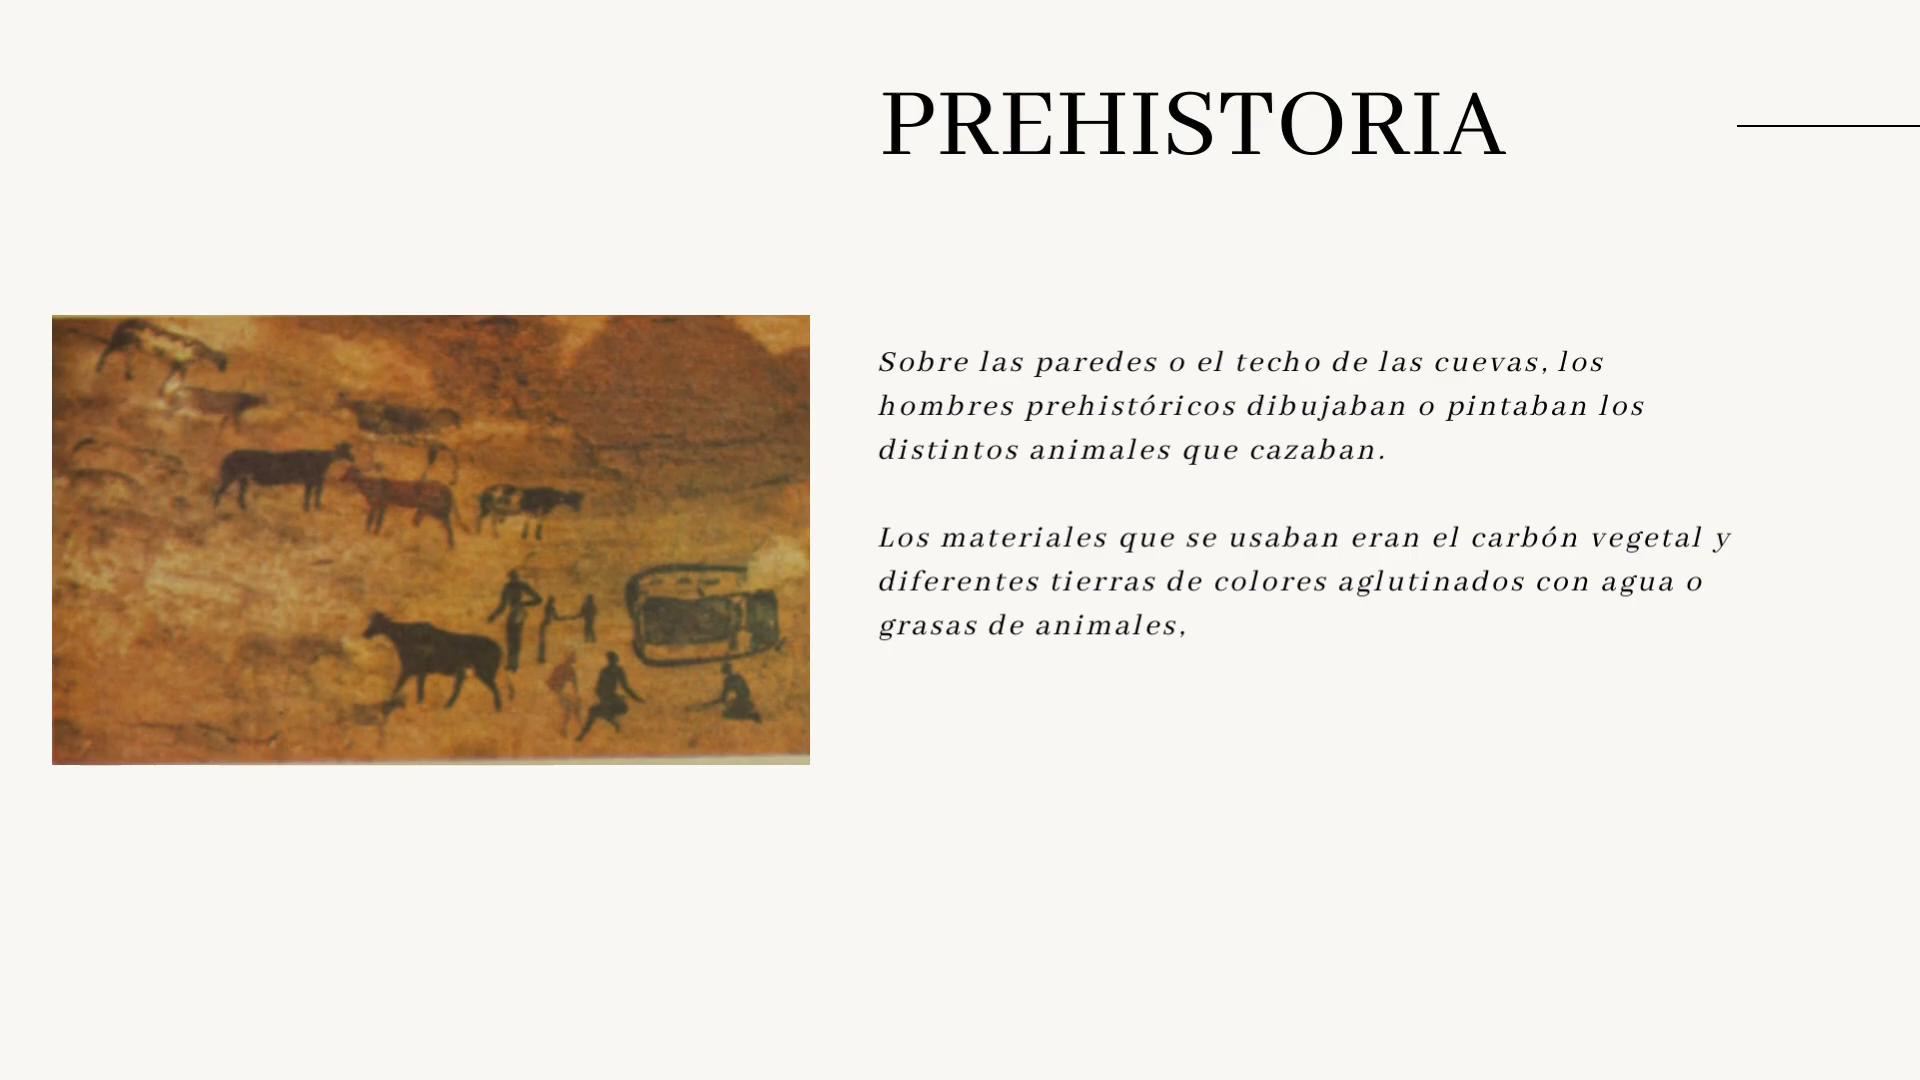 PREHISTORIA
Sobre las paredes o el techo de las cuevas, los
hombres prehistóricos dibujaban o pintaban los
distintos animales que cazaban.
Los materiales que se usaban eran el carbón vegetal y
diferentes tierras de colores aglutinados con agua o
grasas de animales,